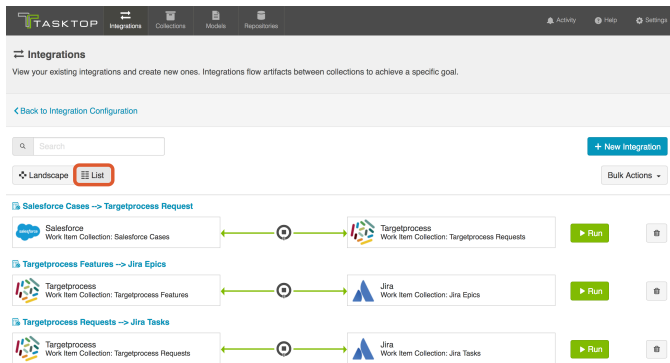 TASKTOP
Integrations
Collections
Models
Repositories
Activity
Help
Settings
Integrations
View your existing integrations and create new ones. Integrations flow artifacts between collections to achieve a specific goal.
Back to Integration Configuration
Search
+ New Integration
Landscape
List
Bulk Actions
Salesforce Cases --> Targetprocess Request
salesforce
Salesforce
Work Item Collection: Salesforce Cases
Targetprocess
Work Item Collection: Targetprocess Requests
Run
Targetprocess Features --> Jira Epics
Targetprocess
Work Item Collection: Targetprocess Features
Jira
Work Item Collection: Jira Epics
Run
Targetprocess Requests --> Jira Tasks
Targetprocess
Work Item Collection: Targetprocess Requests
Jira
Work Item Collection: Jira Tasks
Run